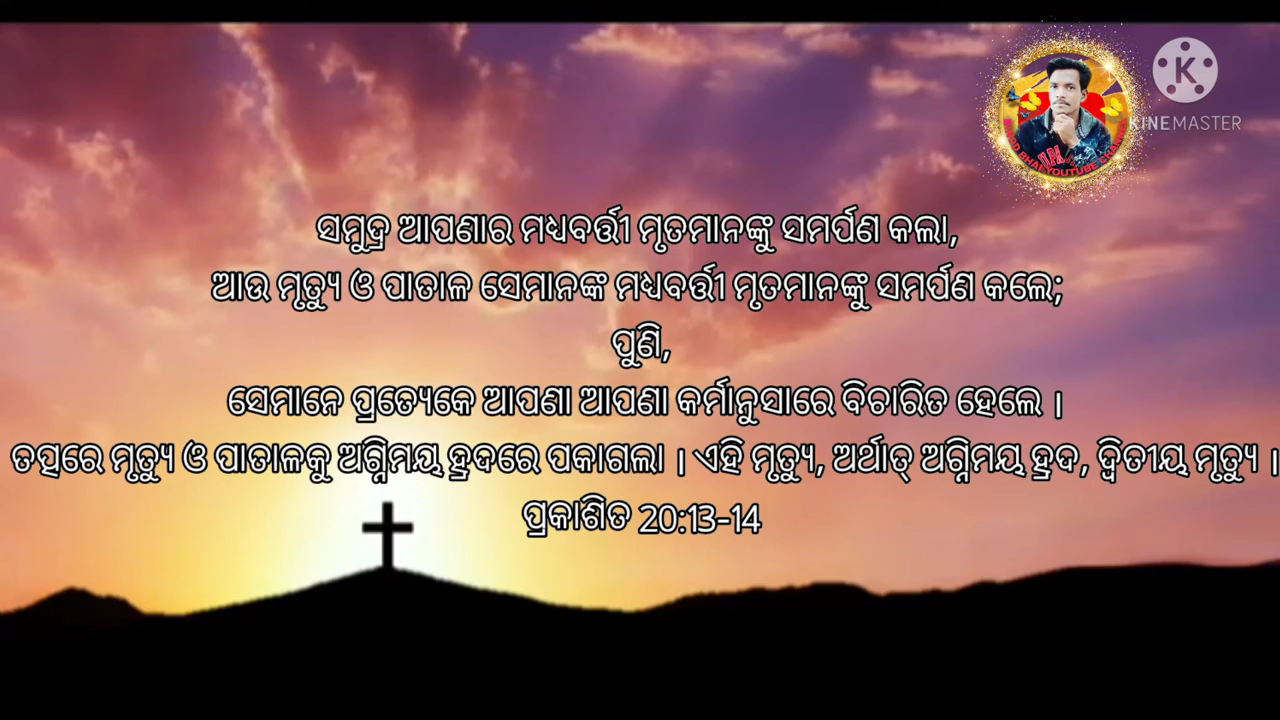 KINEMASTER
ସମୁଦ୍ର ଆପଣାର ମଧ୍ୟବର୍ତ୍ତୀ ମୃତମାନଙ୍କୁ ସମର୍ପଣ କଲା,
ଆଉ ମୃତ୍ୟୁ ଓ ପାତାଳ ସେମାନଙ୍କ ମଧ୍ୟବର୍ତ୍ତୀ ମୃତମାନଙ୍କୁ ସମର୍ପଣ କଲେ;
ପୁଣି,
ସେମାନେ ପ୍ରତ୍ୟେକେ ଆପଣା ଆପଣା କର୍ମାନୁସାରେ ବିଚାରିତ ହେଲେ ।
ତତ୍ପରେ ମୃତ୍ୟୁ ଓ ପାତାଳକୁ ଅଗ୍ନିମୟ ହ୍ରଦରେ ପକାଗଲା । ଏହି ମୃତ୍ୟୁ, ଅର୍ଥାତ୍ ଅଗ୍ନିମୟ ହ୍ରଦ, ଦ୍ୱିତୀୟ ମୃତ୍ୟୁ ।
ପ୍ରକାଶିତ 20:13-14